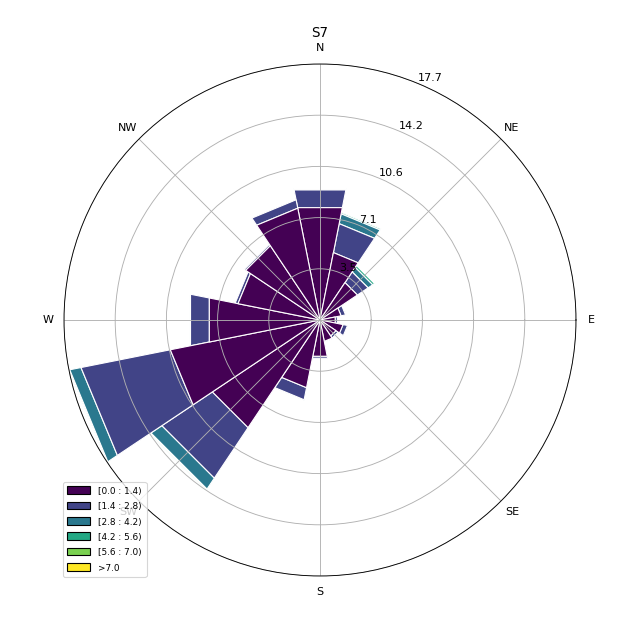 S7
N
17.7
NW
NE
14.2
10.6
7.1
W
E
[0.0 : 1.4)
[1.4 : 2.8)
[2.8 : 4.2)
[4.2 : 5.6)
[5.6 : 7.0)
>7.0
SW
SE
S